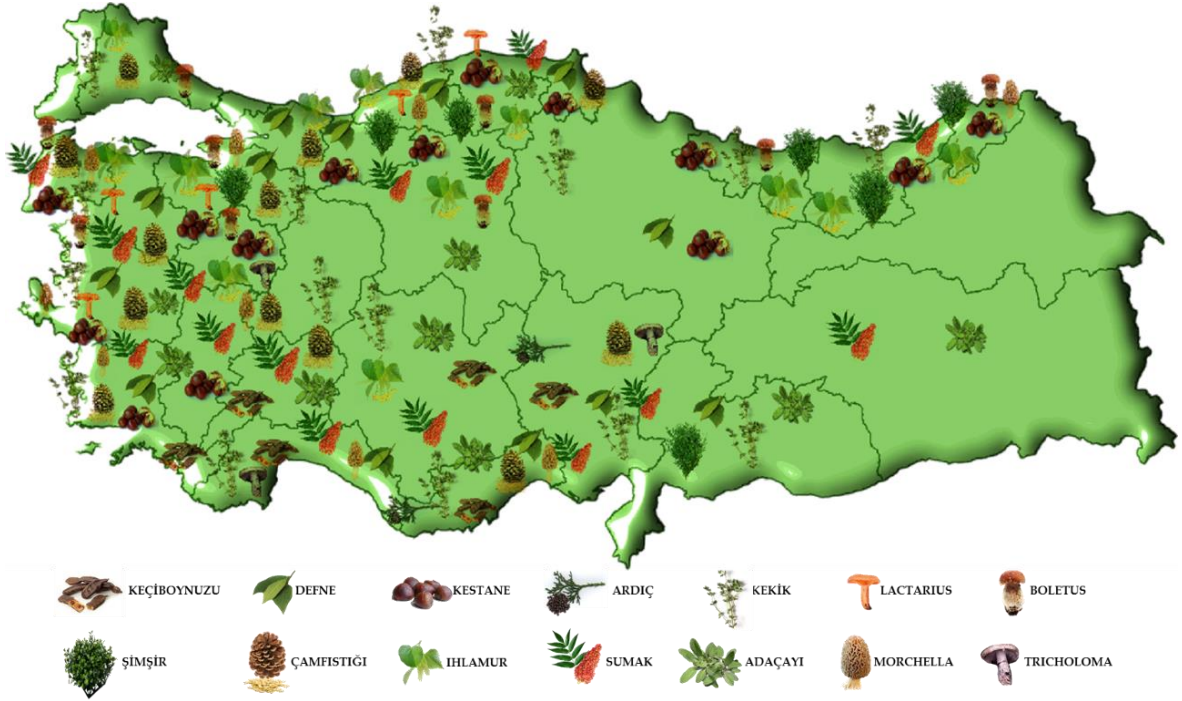 KEÇİBOYNUZU DEFNE KESTANE ARDIÇ KEKİK LACTARIUS BOLETUS
ŞİMŞİR ÇAMFISTIĞI IHLAMUR SUMAK ADAÇAYI MORCHELLA TRICHOLOMA